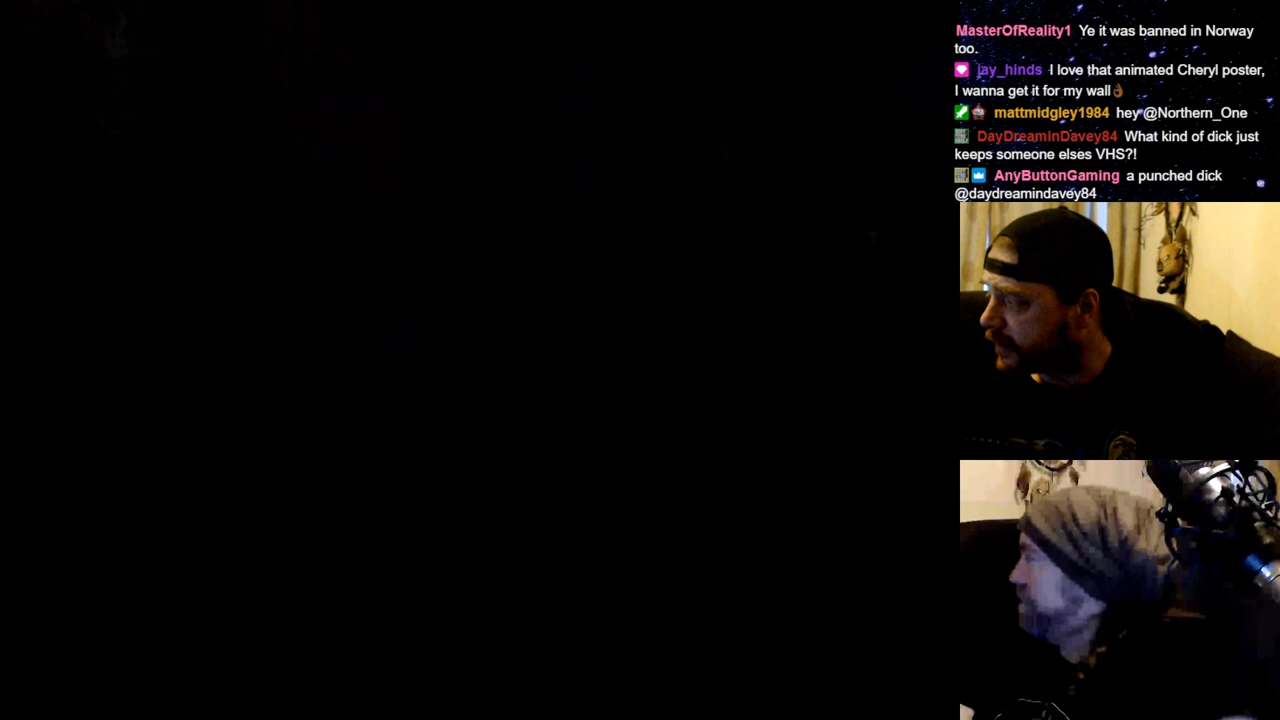 MasterOfReality1 Ye it was banned in Norway
too.
jay_hinds I love that animated Cheryl poster,
I wanna get it for my wall👌🏾
mattmidgley1984 hey @Northern_One
DayDreaminDavey84 What kind of dick just
keeps someone elses VHS?!
AnyButtonGaming a punched dick
@daydreamindavey84